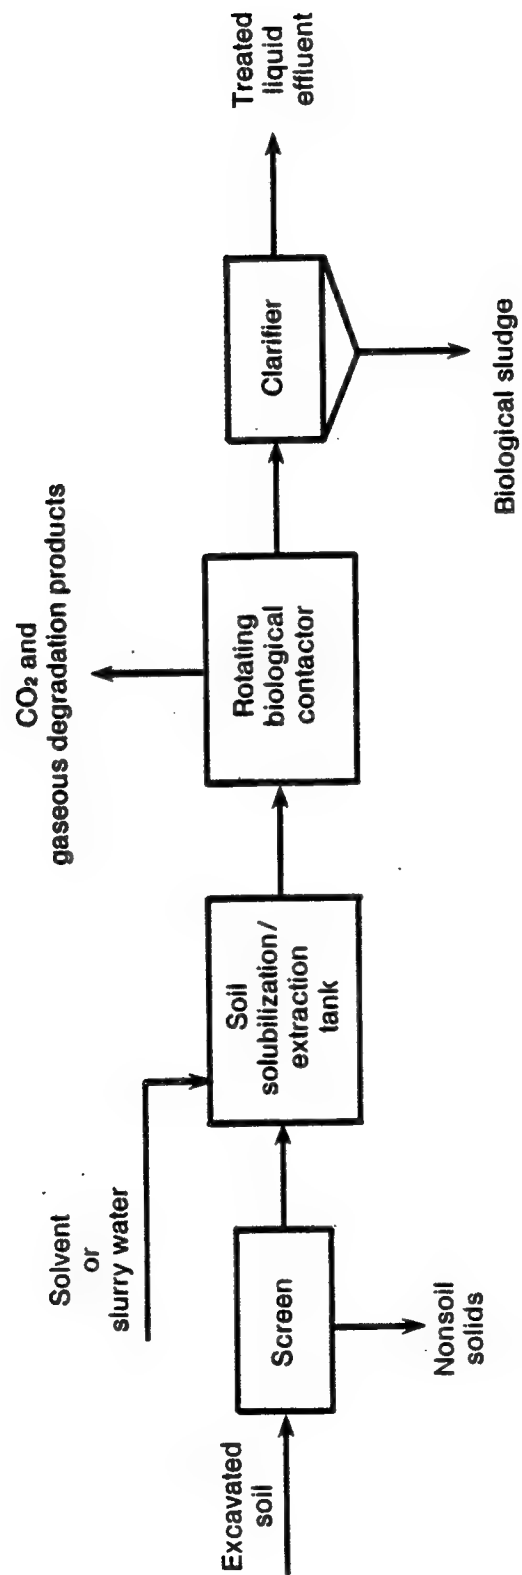 Excavated
soil
Screen
Nonsoil
solids
Solvent
or
slurry water
Soil
solubilization/
extraction
tank
CO₂ and
gaseous degradation products
Rotating
biological
contactor
Clarifier
Biological sludge
Treated
liquid
effluent